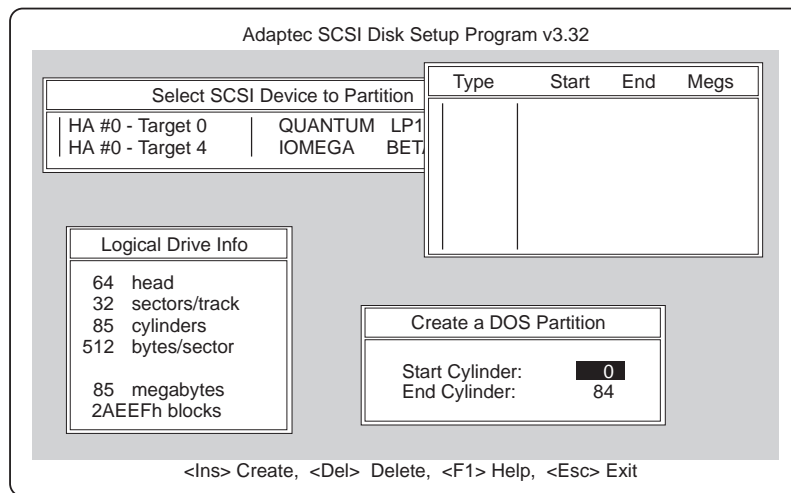 Adaptec SCSI Disk Setup Program v3.32
Select SCSI Device to Partition
HA #0 - Target 0 QUANTUM LP1
HA #0 - Target 4 IOMEGA BETA
Type Start End Megs
Logical Drive Info
64 head
32 sectors/track
85 cylinders
512 bytes/sector
85 megabytes
2AEEFh blocks
Create a DOS Partition
Start Cylinder: 0
End Cylinder: 84
<Ins> Create, <Del> Delete, <F1> Help, <Esc> Exit